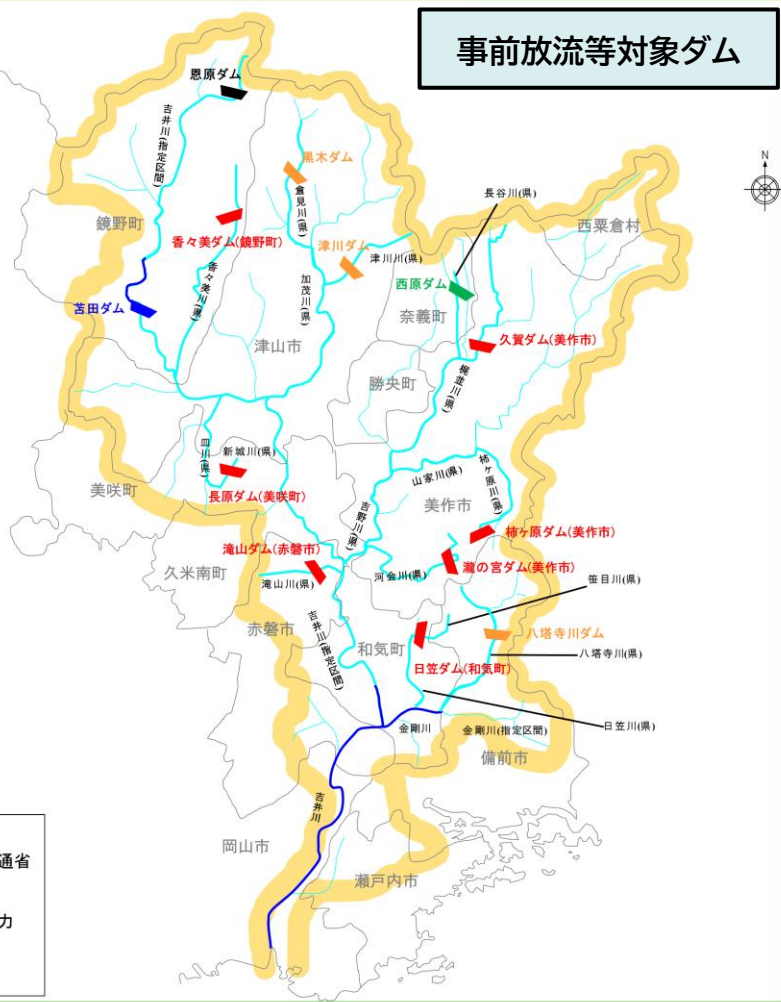 事前放流等対象ダム
恩原ダム
吉井川(指定区間)
黒木ダム
倉見川(県)
N
長谷川(県)
西粟倉村
鏡野町
香々美ダム(鏡野町)
津川ダム
津川川(県)
西原ダム
香々美川(県)
加茂川(県)
苫田ダム
奈義町
津山市
久賀ダム(美作市)
梶並川(県)
勝央町
新城川(県)
皿川(県)
山家川(県)
柿ヶ原川(県)
美咲町
長原ダム(美咲町)
吉野川(県)
美作市
柿ヶ原ダム(美作市)
滝山ダム(赤磐市)
瀧の宮ダム(美作市)
久米南町
滝山川(県)
河会川(県)
笹目川(県)
赤磐市
吉井川(指定区間)
和気町
八塔寺川ダム
八塔寺川(県)
日笠ダム(和気町)
金剛川
金剛川(指定区間)
日笠川(県)
備前市
吉井川
岡山市
通省
瀬戸内市
力